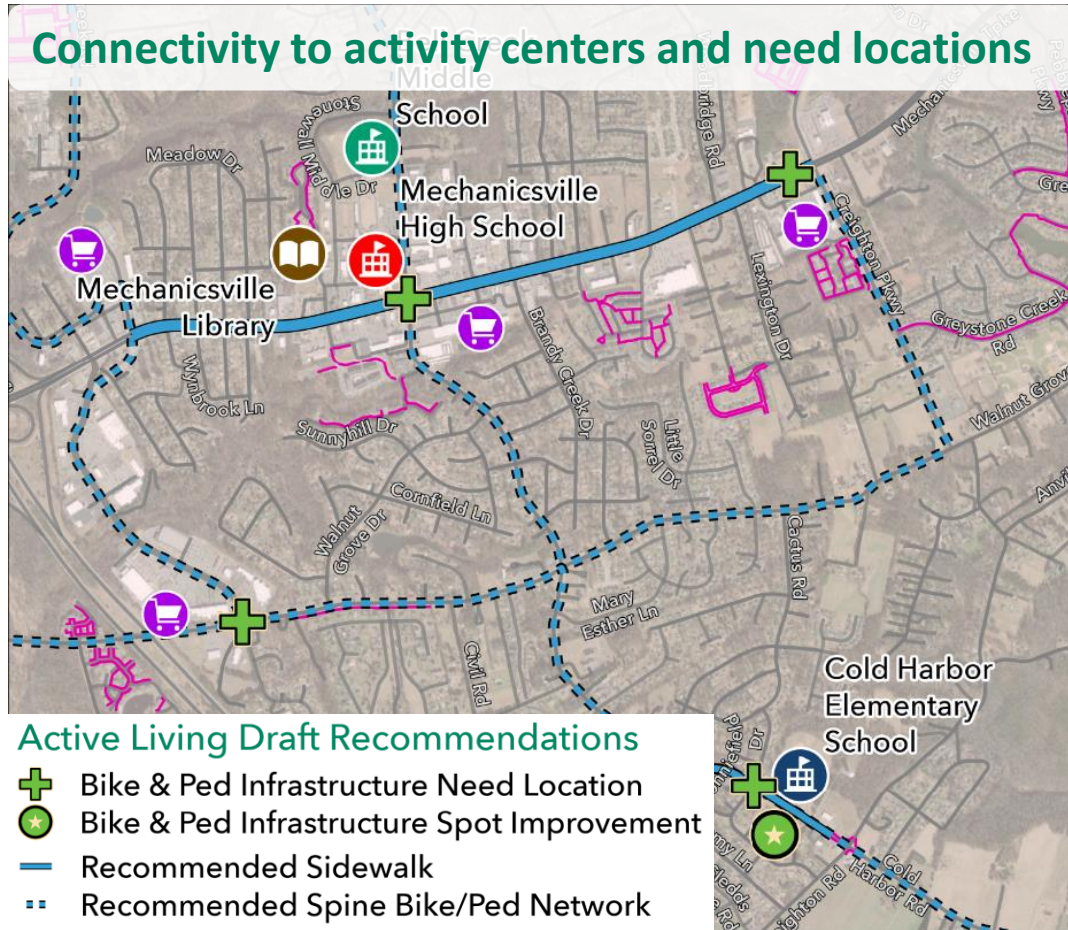 Connectivity to activity centers and need locations
Middle
School
Stonewall Middle Dr
Meadow Dr
Mechanicsville
High School
Mechanicsville
Library
Creighton Pkwy
Lexington Dr
Greystone Creek
Rd
Brandy Creek Dr
Wynbrook Ln
Sunnyhill Dr
Little
Sorrel Dr
Walnut Grove
Cornfield Ln
Walnut
Grove Dr
Cactus Rd
Mary
Esther Ln
Civil Rd
Cold Harbor
Elementary
School
Cold
Harbor Rd
Active Living Draft Recommendations
Bike & Ped Infrastructure Need Location
Bike & Ped Infrastructure Spot Improvement
Recommended Sidewalk
Recommended Spine Bike/Ped Network